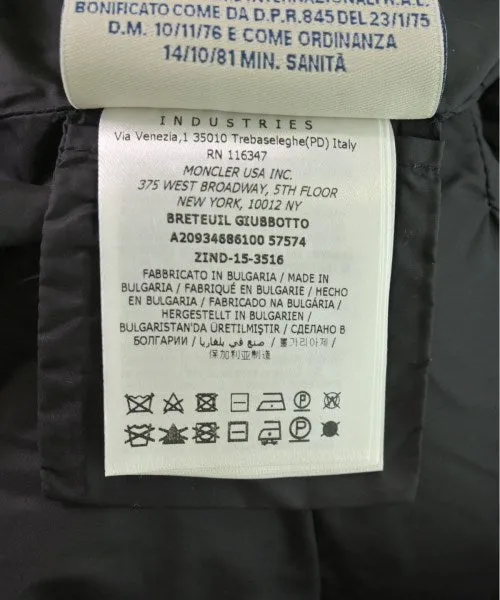 BONIFICATO COME DA D.P.R. 845 DEL 23/1/75
D.M. 10/11/76 E COME ORDINANZA
14/10/81 MIN. SANITÀ
INDUSTRIES
Via Venezia,1 35010 Trebaseleghe(PD) Italy
RN 116347
MONCLER USA INC.
375 WEST BROADWAY, 5TH FLOOR
NEW YORK, 10012 NY
BRETEUIL GIUBBOTTO
A20934686100 57574
ZIND-15-3516
FABBRICATO IN BULGARIA / MADE IN
BULGARIA / FABRIQUÉ EN BULGARIE / HECHO
EN BULGARIA / FABRICADO NA BULGÁRIA /
HERGESTELLT IN BULGARIEN /
BULGARISTAN'DA ÜRETILMIŞTIR / СДЕЛАНО В
БОЛГАРИИ / صنع في بلغاريا / 불가리아제 /
保加利亚制造